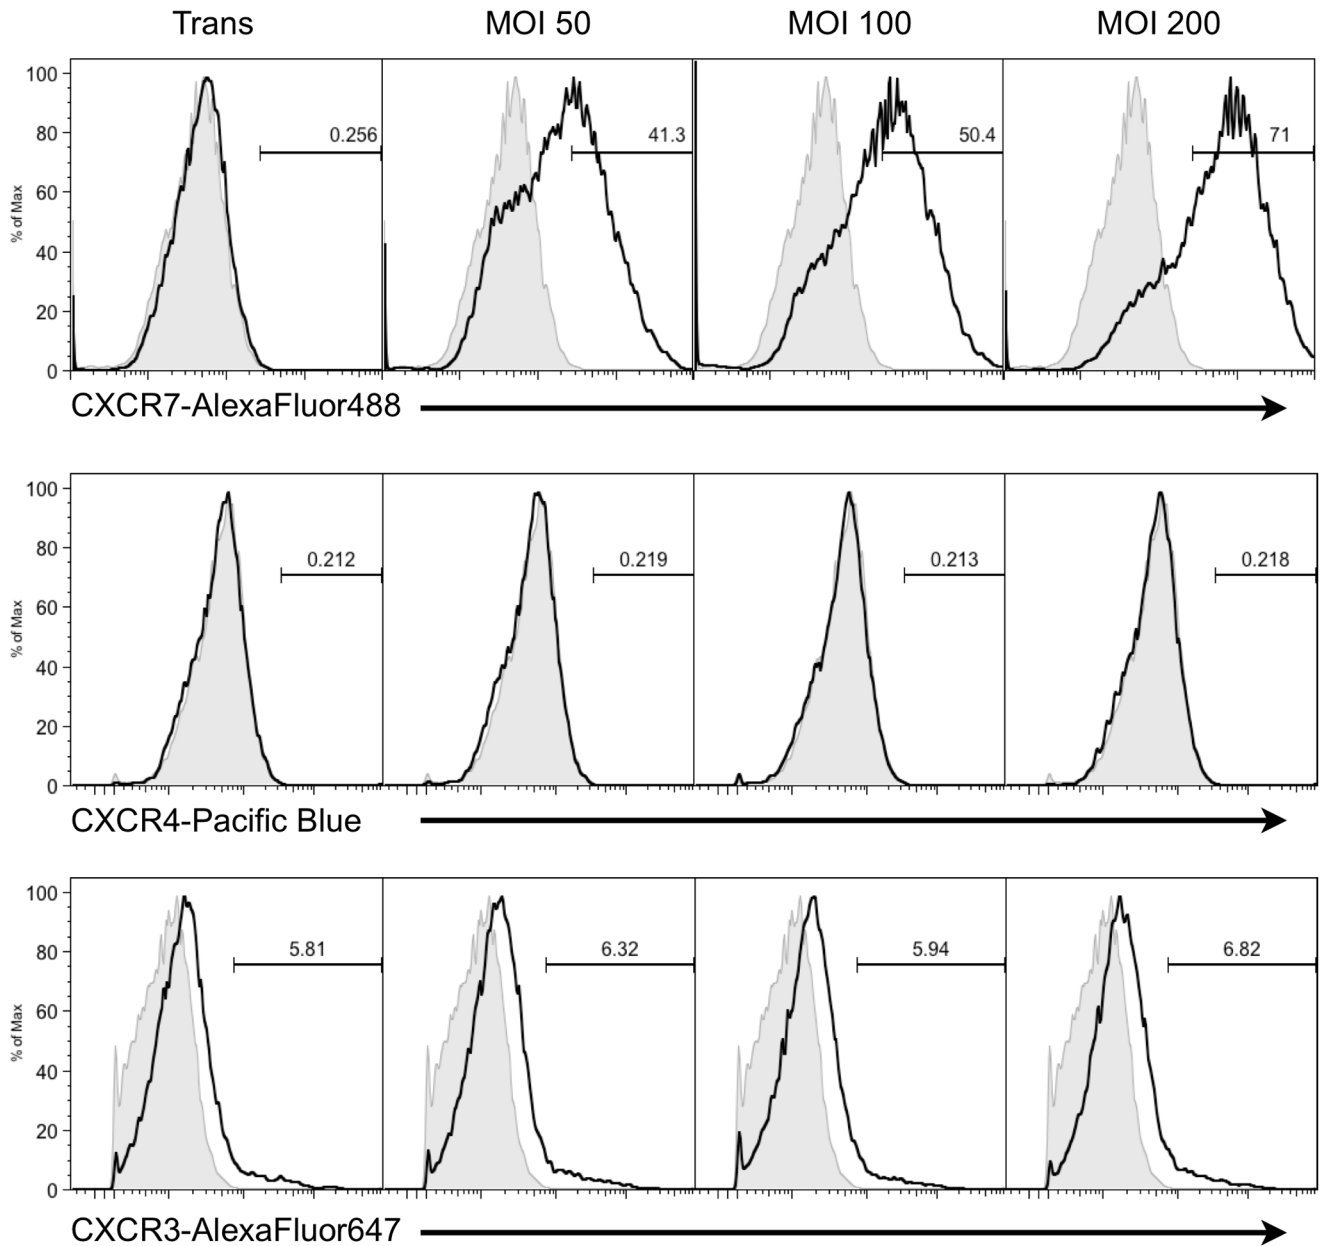 Trans MOI 50 MOI 100 MOI 200
% of Max
100
80
60
40
20
0
0.256 41.3 50.4 71
CXCR7-AlexaFluor488
% of Max
100
80
60
40
20
0
0.212 0.219 0.213 0.218
CXCR4-Pacific Blue
% of Max
100
80
60
40
20
0
5.81 6.32 5.94 6.82
CXCR3-AlexaFluor647